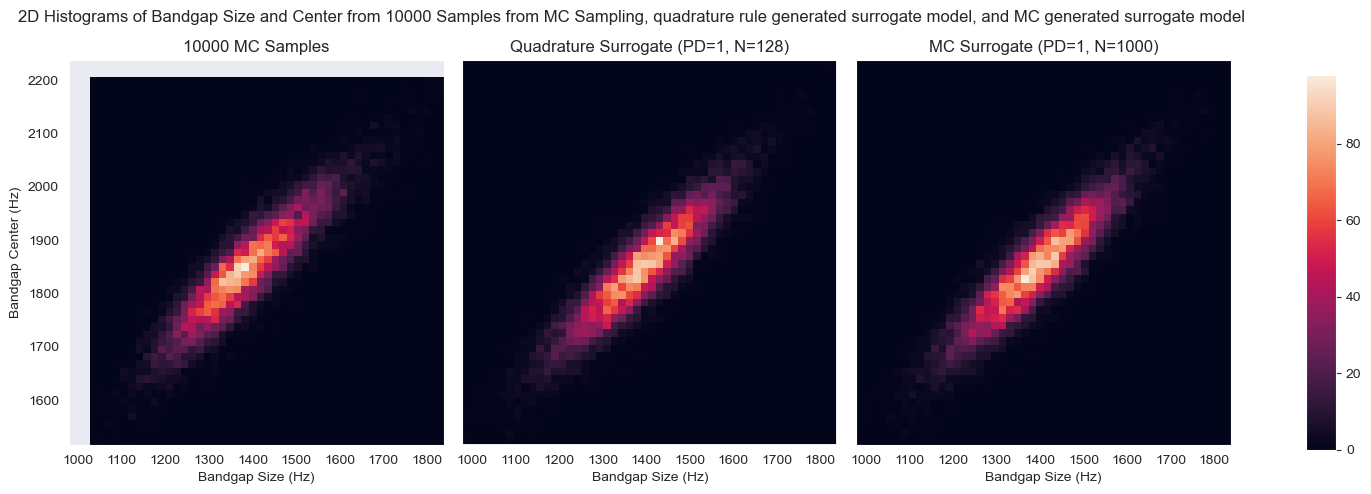 2D Histograms of Bandgap Size and Center from 10000 Samples from MC Sampling, quadrature rule generated surrogate model, and MC generated surrogate model
10000 MC Samples
Quadrature Surrogate (PD=1, N=128)
MC Surrogate (PD=1, N=1000)
Bandgap Center (Hz)
2200
2100
2000
1900
1800
1700
1600
1000 1100 1200 1300 1400 1500 1600 1700 1800
Bandgap Size (Hz)
1000 1100 1200 1300 1400 1500 1600 1700 1800
Bandgap Size (Hz)
1000 1100 1200 1300 1400 1500 1600 1700 1800
Bandgap Size (Hz)
80
60
40
20
0